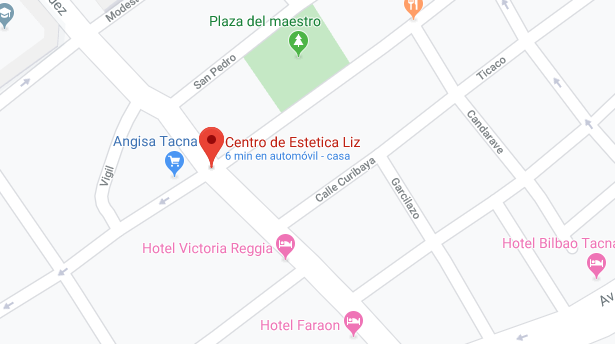 Modes
Plaza del maestro
San Pedro
Ticaco
Candarave
Angisa Tacna
Centro de Estetica Liz
6 min en automóvil - casa
Vigil
Calle Curibaya
Garcilazo
Hotel Victoria Reggia
Hotel Bilbao Tacna
Av
Hotel Faraon